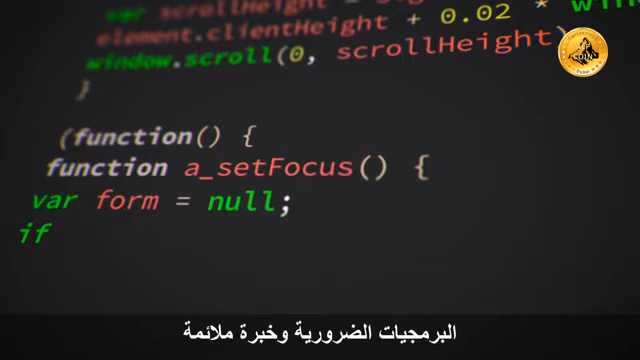 element.clientHeight + 0.02 *
window.scroll(0, scrollHeight)
}
(function() {
function a_setFocus() {
var form = null;
if
البرمجيات الضرورية وخبرة ملائمة